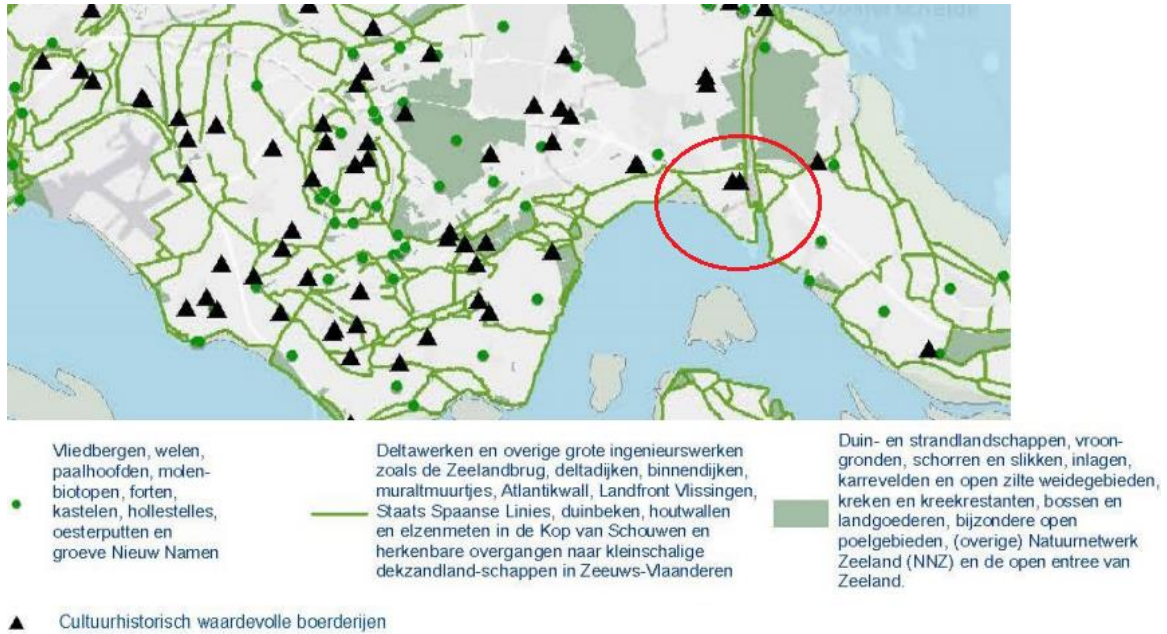 Oosterschelde
Vliedbergen, welen,
paalhoofden, molen-
biotopen, forten,
kastelen, hollestelles,
oesterputten en
groeve Nieuw Namen
Deltawerken en overige grote ingenieurswerken
zoals de Zeelandbrug, deltadijken, binnendijken,
muraltmuurtjes, Atlantikwall, Landfront Vlissingen,
Staats Spaanse Linies, duinbeken, houtwallen
en elzenmeten in de Kop van Schouwen en
herkenbare overgangen naar kleinschalige
dekzandland-schappen in Zeeuws-Vlaanderen
Duin- en strandlandschappen, vroon-
gronden, schorren en slikken, inlagen,
karrevelden en open zilte weidegebieden,
kreken en kreekrestanten, bossen en
landgoederen, bijzondere open
poelgebieden, (overige) Natuurnetwerk
Zeeland (NNZ) en de open entree van
Zeeland.
Cultuurhistorisch waardevolle boerderijen